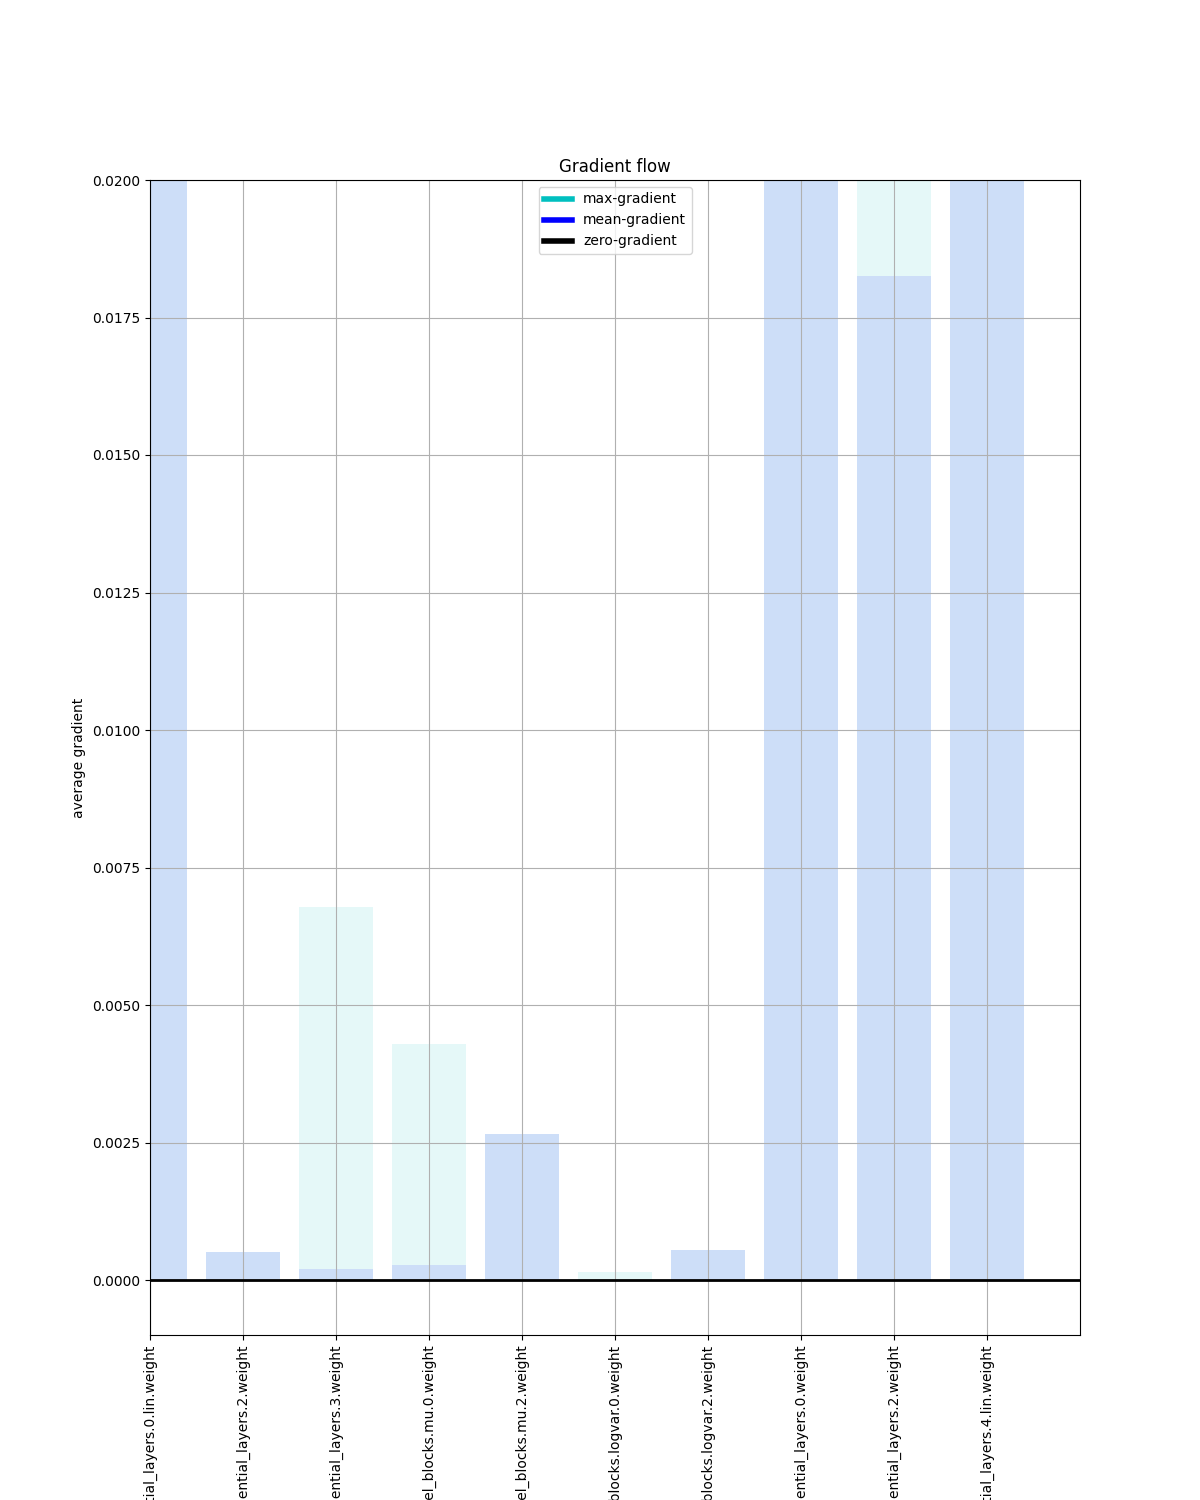 Gradient flow
max-gradient
mean-gradient
zero-gradient
0.0200
0.0175
0.0150
0.0125
0.0100
0.0075
0.0050
0.0025
0.0000
average gradient
tial_layers.0.lin.weight
ential_layers.2.weight
ential_layers.3.weight
el_blocks.mu.0.weight
el_blocks.mu.2.weight
blocks.logvar.0.weight
blocks.logvar.2.weight
ential_layers.0.weight
ential_layers.2.weight
tial_layers.4.lin.weight